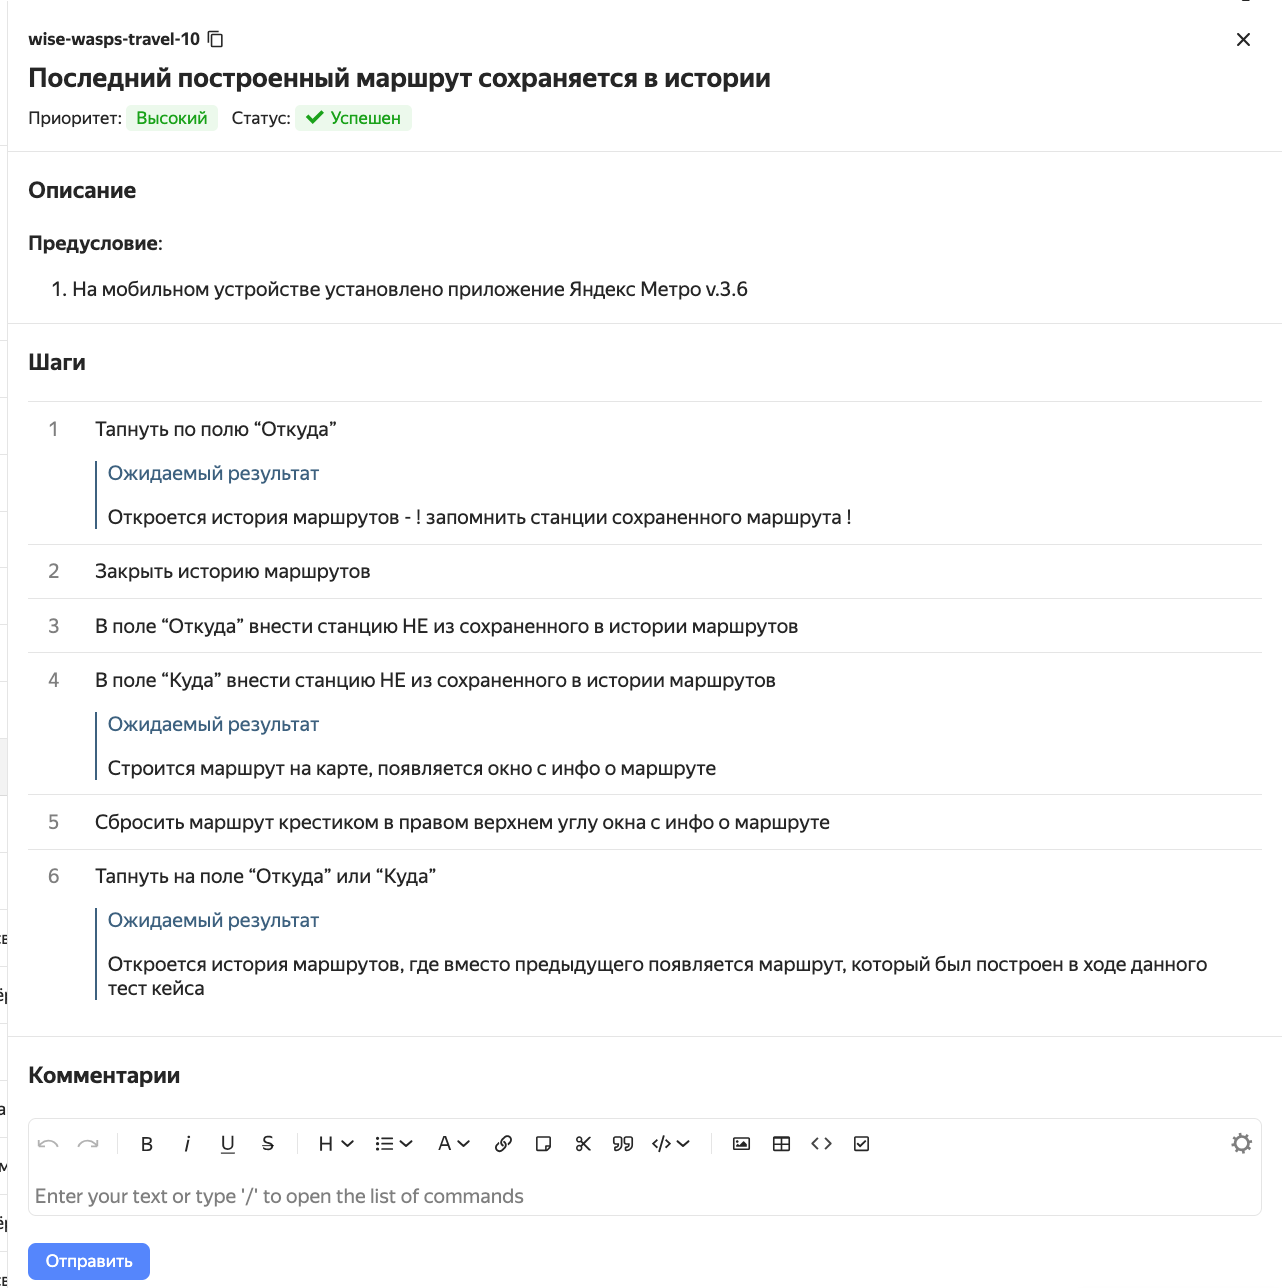 wise-wasps-travel-10
Последний построенный маршрут сохраняется в истории
Приоритет: Высокий Статус: Успешен
Описание
Предусловие:
1. На мобильном устройстве установлено приложение Яндекс Метро v.3.6
Шаги
1 Тапнуть по полю “Откуда”
Ожидаемый результат
Откроется история маршрутов - ! запомнить станции сохраненного маршрута !
2 Закрыть историю маршрутов
3 В поле “Откуда” внести станцию НЕ из сохраненного в истории маршрутов
4 В поле “Куда” внести станцию НЕ из сохраненного в истории маршрутов
Ожидаемый результат
Строится маршрут на карте, появляется окно с инфо о маршруте
5 Сбросить маршрут крестиком в правом верхнем углу окна с инфо о маршруте
6 Тапнуть на поле “Откуда” или “Куда”
Ожидаемый результат
Откроется история маршрутов, где вместо предыдущего появляется маршрут, который был построен в ходе данного
тест кейса
Комментарии
B i U S H A
Enter your text or type '/' to open the list of commands
Отправить